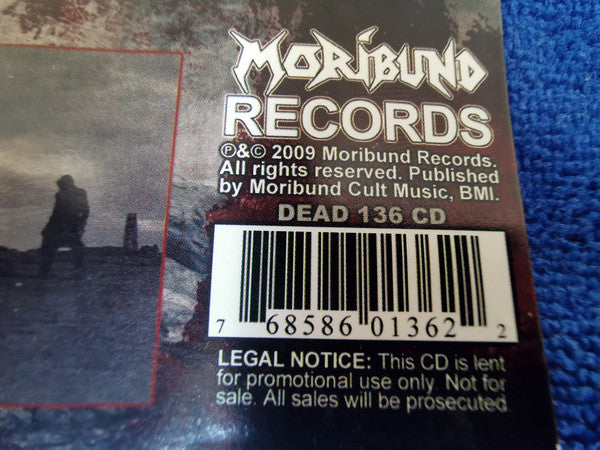 MORIBUND
RECORDS
℗&© 2009 Moribund Records.
All rights reserved. Published
by Moribund Cult Music, BMI.
DEAD 136 CD
7 68586 01362 2
LEGAL NOTICE: This CD is lent
for promotional use only. Not for
sale. All sales will be prosecuted